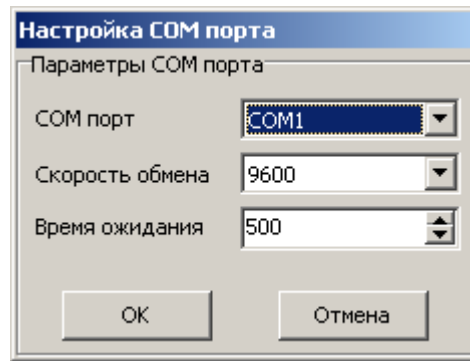 Настройка COM порта
Параметры COM порта
COM порт COM1
Скорость обмена 9600
Время ожидания 500
OK Отмена